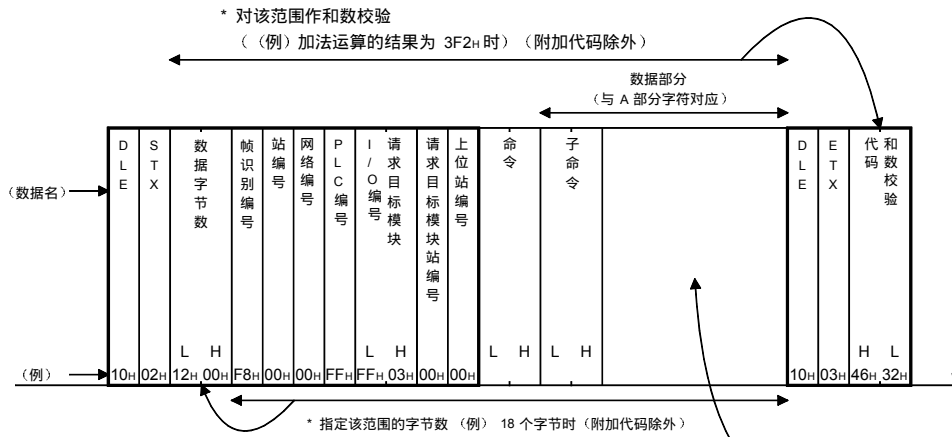 * 对该范围作和数校验
（（例）加法运算的结果为 3F2H时）（附加代码除外）
数据部分
（与 A 部分字符对应）
（数据名）
DLE
STX
数据字节数
帧识别编号
站编号
网络编号
PLC编号
请求目标模块
I/O编号
请求目标模块站编号
上位站编号
命令
子命令
DLE
ETX
和数校验
代码
L H L H L H L H H L
（例） 10H 02H 12H 00H F8H 00H 00H FFH FFH 03H 00H 00H 10H 03H 46H 32H
* 指定该范围的字节数（例） 18 个字节时（附加代码除外）